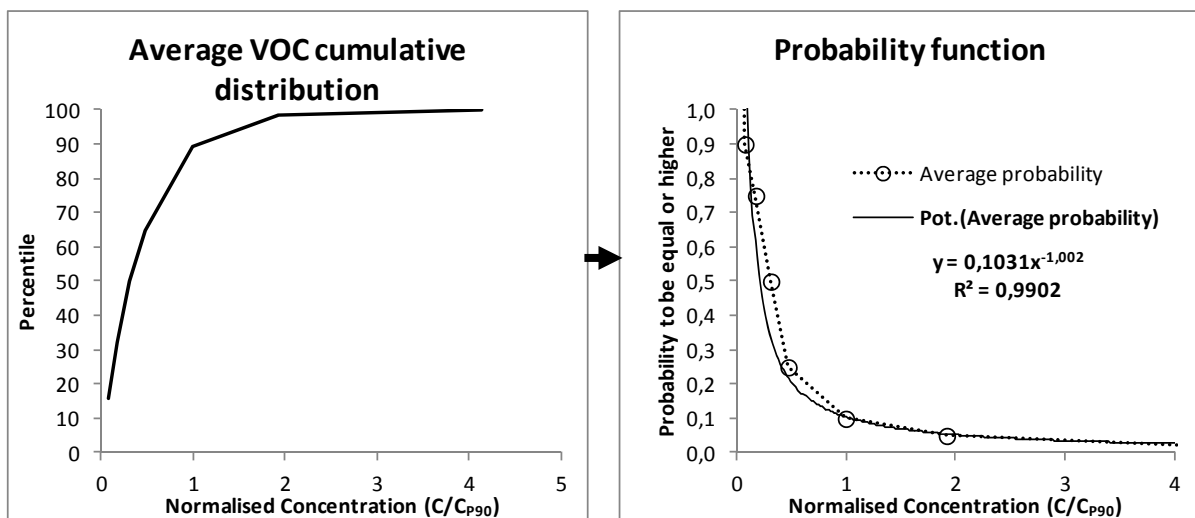 Average VOC cumulative
distribution
Percentile
100
90
80
70
60
50
40
30
20
10
0
0 1 2 3 4 5
Normalised Concentration (C/C_P90)
Probability function
Probability to be equal or higher
1,0
0,9
0,8
0,7
0,6
0,5
0,4
0,3
0,2
0,1
0,0
Average probability
Pot.(Average probability)
y = 0,1031x^-1,002
R² = 0,9902
0 1 2 3 4
Normalised Concentration (C/C_P90)